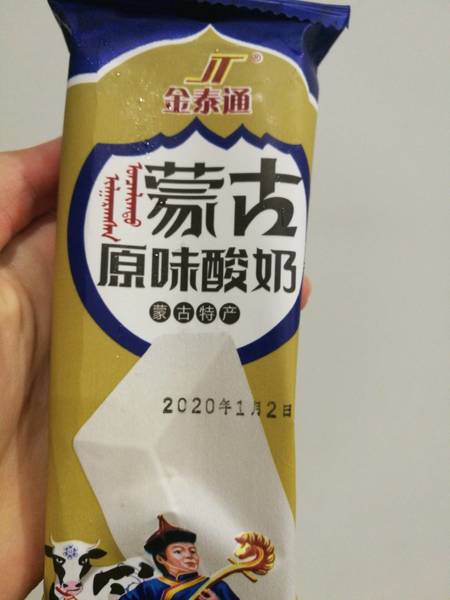 JT®
金泰通
蒙古
原味酸奶
蒙古特产
2020年1月2日